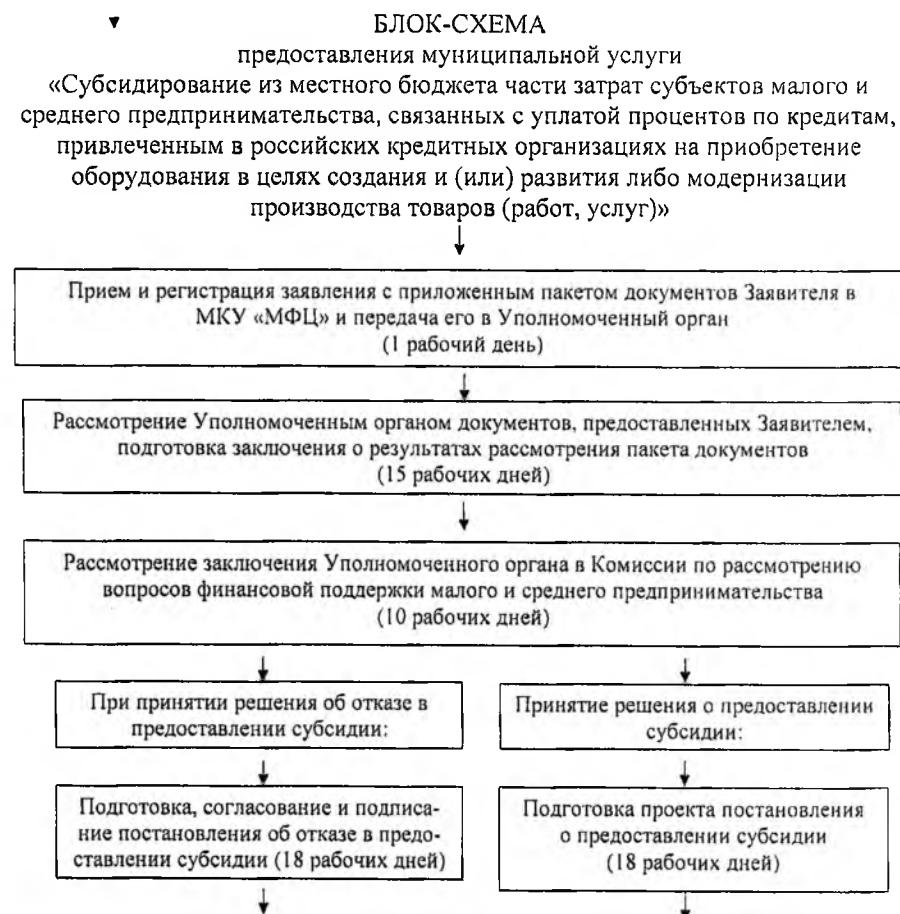 БЛОК-СХЕМА
предоставления муниципальной услуги
«Субсидирование из местного бюджета части затрат субъектов малого и
среднего предпринимательства, связанных с уплатой процентов по кредитам,
привлеченным в российских кредитных организациях на приобретение
оборудования в целях создания и (или) развития либо модернизации
производства товаров (работ, услуг)»
Прием и регистрация заявления с приложенным пакетом документов Заявителя в
МКУ «МФЦ» и передача его в Уполномоченный орган
(1 рабочий день)
Рассмотрение Уполномоченным органом документов, предоставленных Заявителем,
подготовка заключения о результатах рассмотрения пакета документов
(15 рабочих дней)
Рассмотрение заключения Уполномоченного органа в Комиссии по рассмотрению
вопросов финансовой поддержки малого и среднего предпринимательства
(10 рабочих дней)
При принятии решения об отказе в
предоставлении субсидии:
Подготовка, согласование и подписа-
ние постановления об отказе в предо-
ставлении субсидии (18 рабочих дней)
Принятие решения о предоставлении
субсидии:
Подготовка проекта постановления
о предоставлении субсидии
(18 рабочих дней)